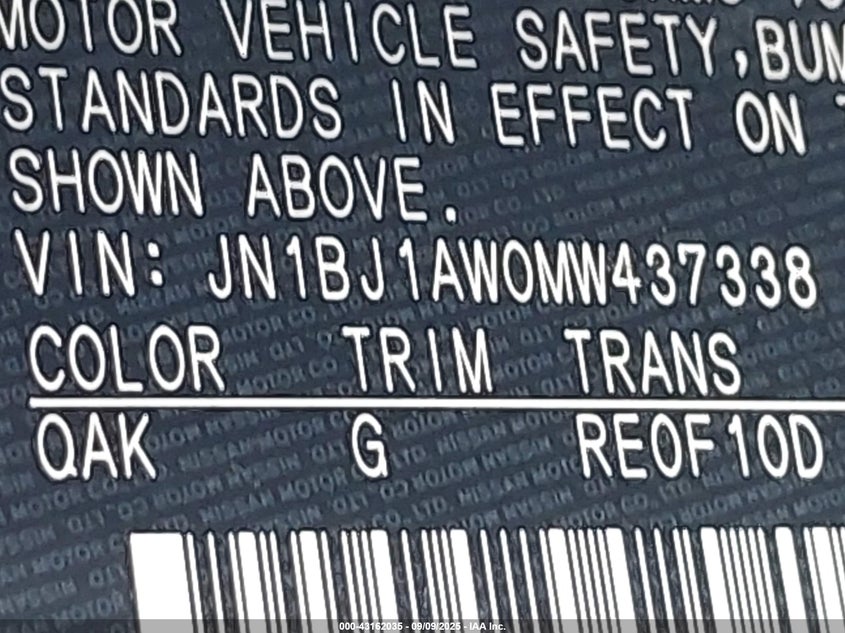 MOTOR VEHICLE SAFETY, BUM
STANDARDS IN EFFECT ON T
SHOWN ABOVE.
VIN: JN1BJ1AW0MW437338
COLOR TRIM TRANS
QAK G RE0F10D
000-43162035 - 09/09/2025 - IAA Inc.